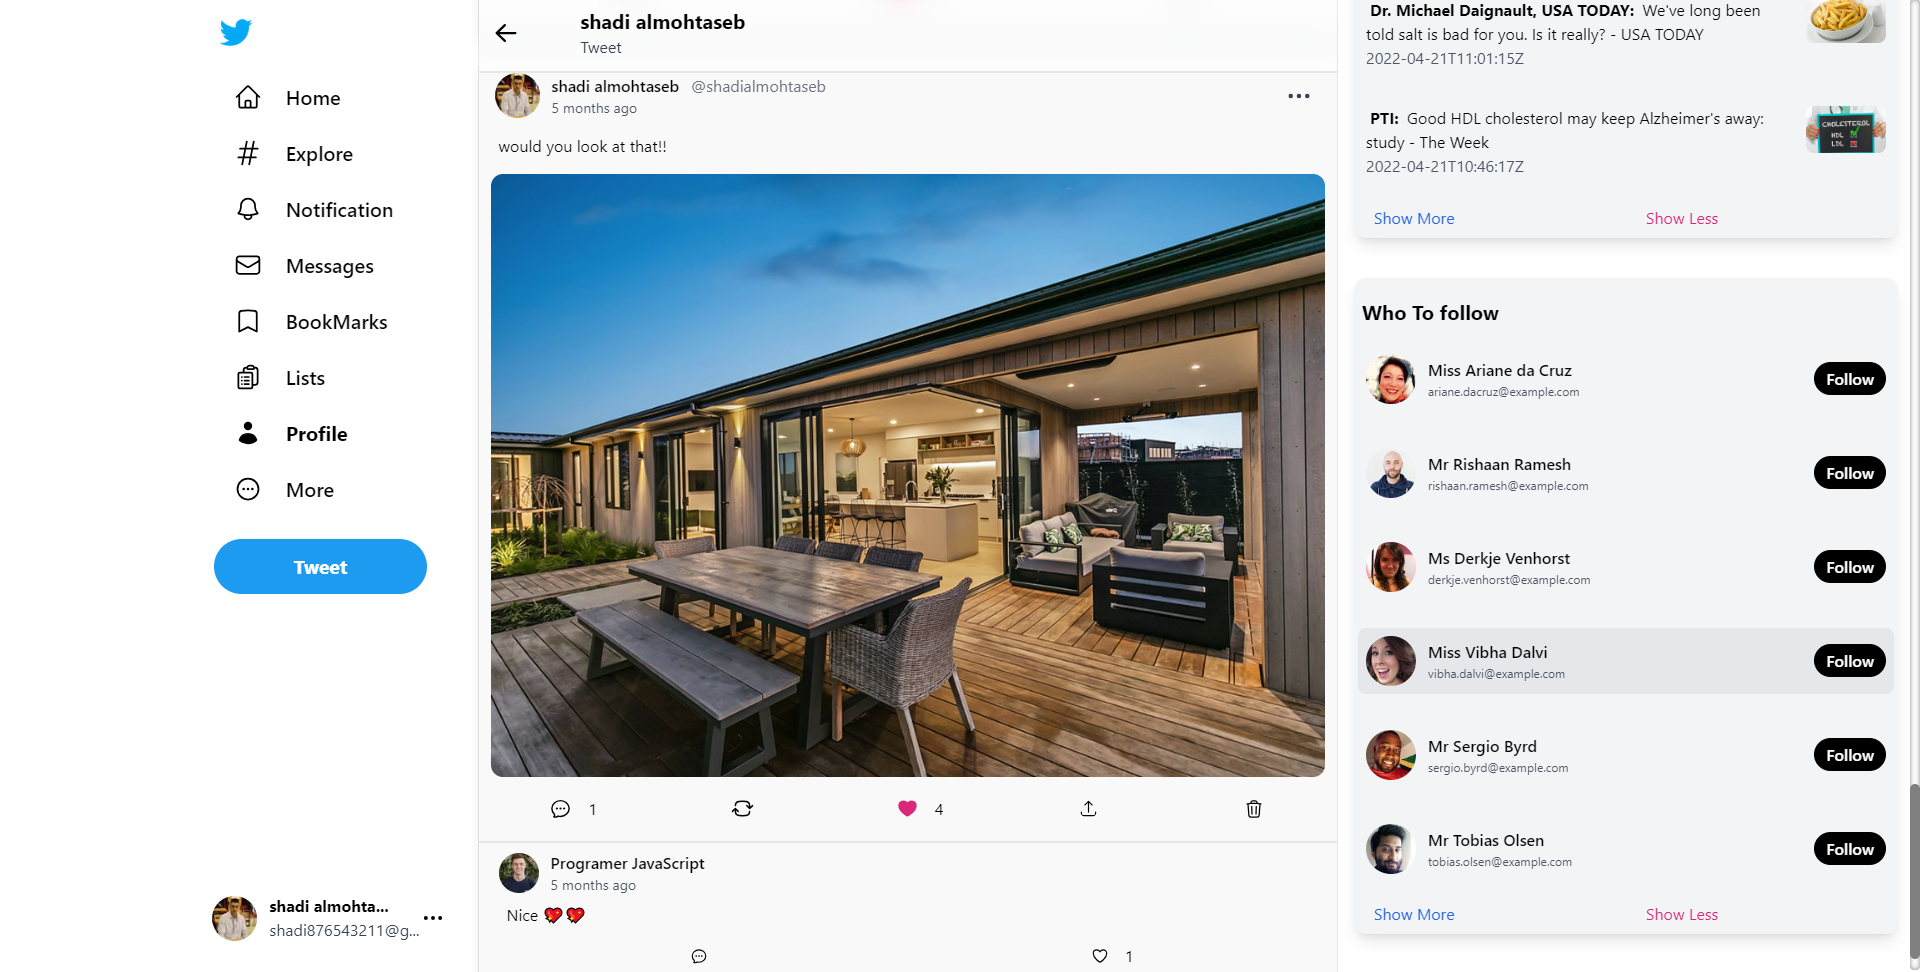 Home
Explore
Notification
Messages
BookMarks
Lists
Profile
More
Tweet
shadi almohta...
shadi876543211@g...
shadi almohtaseb
Tweet
shadi almohtaseb @shadialmohtaseb
5 months ago
would you look at that!!
1
4
Programer JavaScript
5 months ago
Nice 💖💖
1
Dr. Michael Daignault, USA TODAY: We've long been
told salt is bad for you. Is it really? - USA TODAY
2022-04-21T11:01:15Z
PTI: Good HDL cholesterol may keep Alzheimer's away:
study - The Week
2022-04-21T10:46:17Z
CHOLESTEROL
HDL
LDL
Show More Show Less
Who To follow
Miss Ariane da Cruz
ariane.dacruz@example.com
Follow
Mr Rishaan Ramesh
rishaan.ramesh@example.com
Follow
Ms Derkje Venhorst
derkje.venhorst@example.com
Follow
Miss Vibha Dalvi
vibha.dalvi@example.com
Follow
Mr Sergio Byrd
sergio.byrd@example.com
Follow
Mr Tobias Olsen
tobias.olsen@example.com
Follow
Show More Show Less